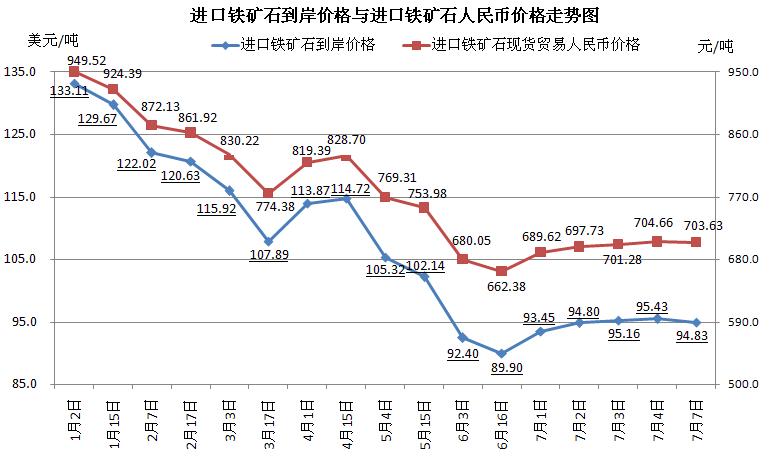 进口铁矿石到岸价格与进口铁矿石人民币价格走势图
美元/吨
进口铁矿石到岸价格
进口铁矿石现货贸易人民币价格
元/吨
135.0
125.0
115.0
105.0
95.0
85.0
950.0
860.0
770.0
680.0
590.0
500.0
949.52
924.39
872.13
861.92
830.22
774.38
819.39
828.70
769.31
753.98
680.05
662.38
689.62
697.73
701.28
704.66
703.63
133.11
129.67
122.02
120.63
115.92
107.89
113.87
114.72
105.32
102.14
92.40
89.90
93.45
94.80
95.16
95.43
94.83
1月2日
1月15日
2月7日
2月17日
3月3日
3月17日
4月1日
4月15日
5月4日
5月15日
6月3日
6月16日
7月1日
7月2日
7月3日
7月4日
7月7日